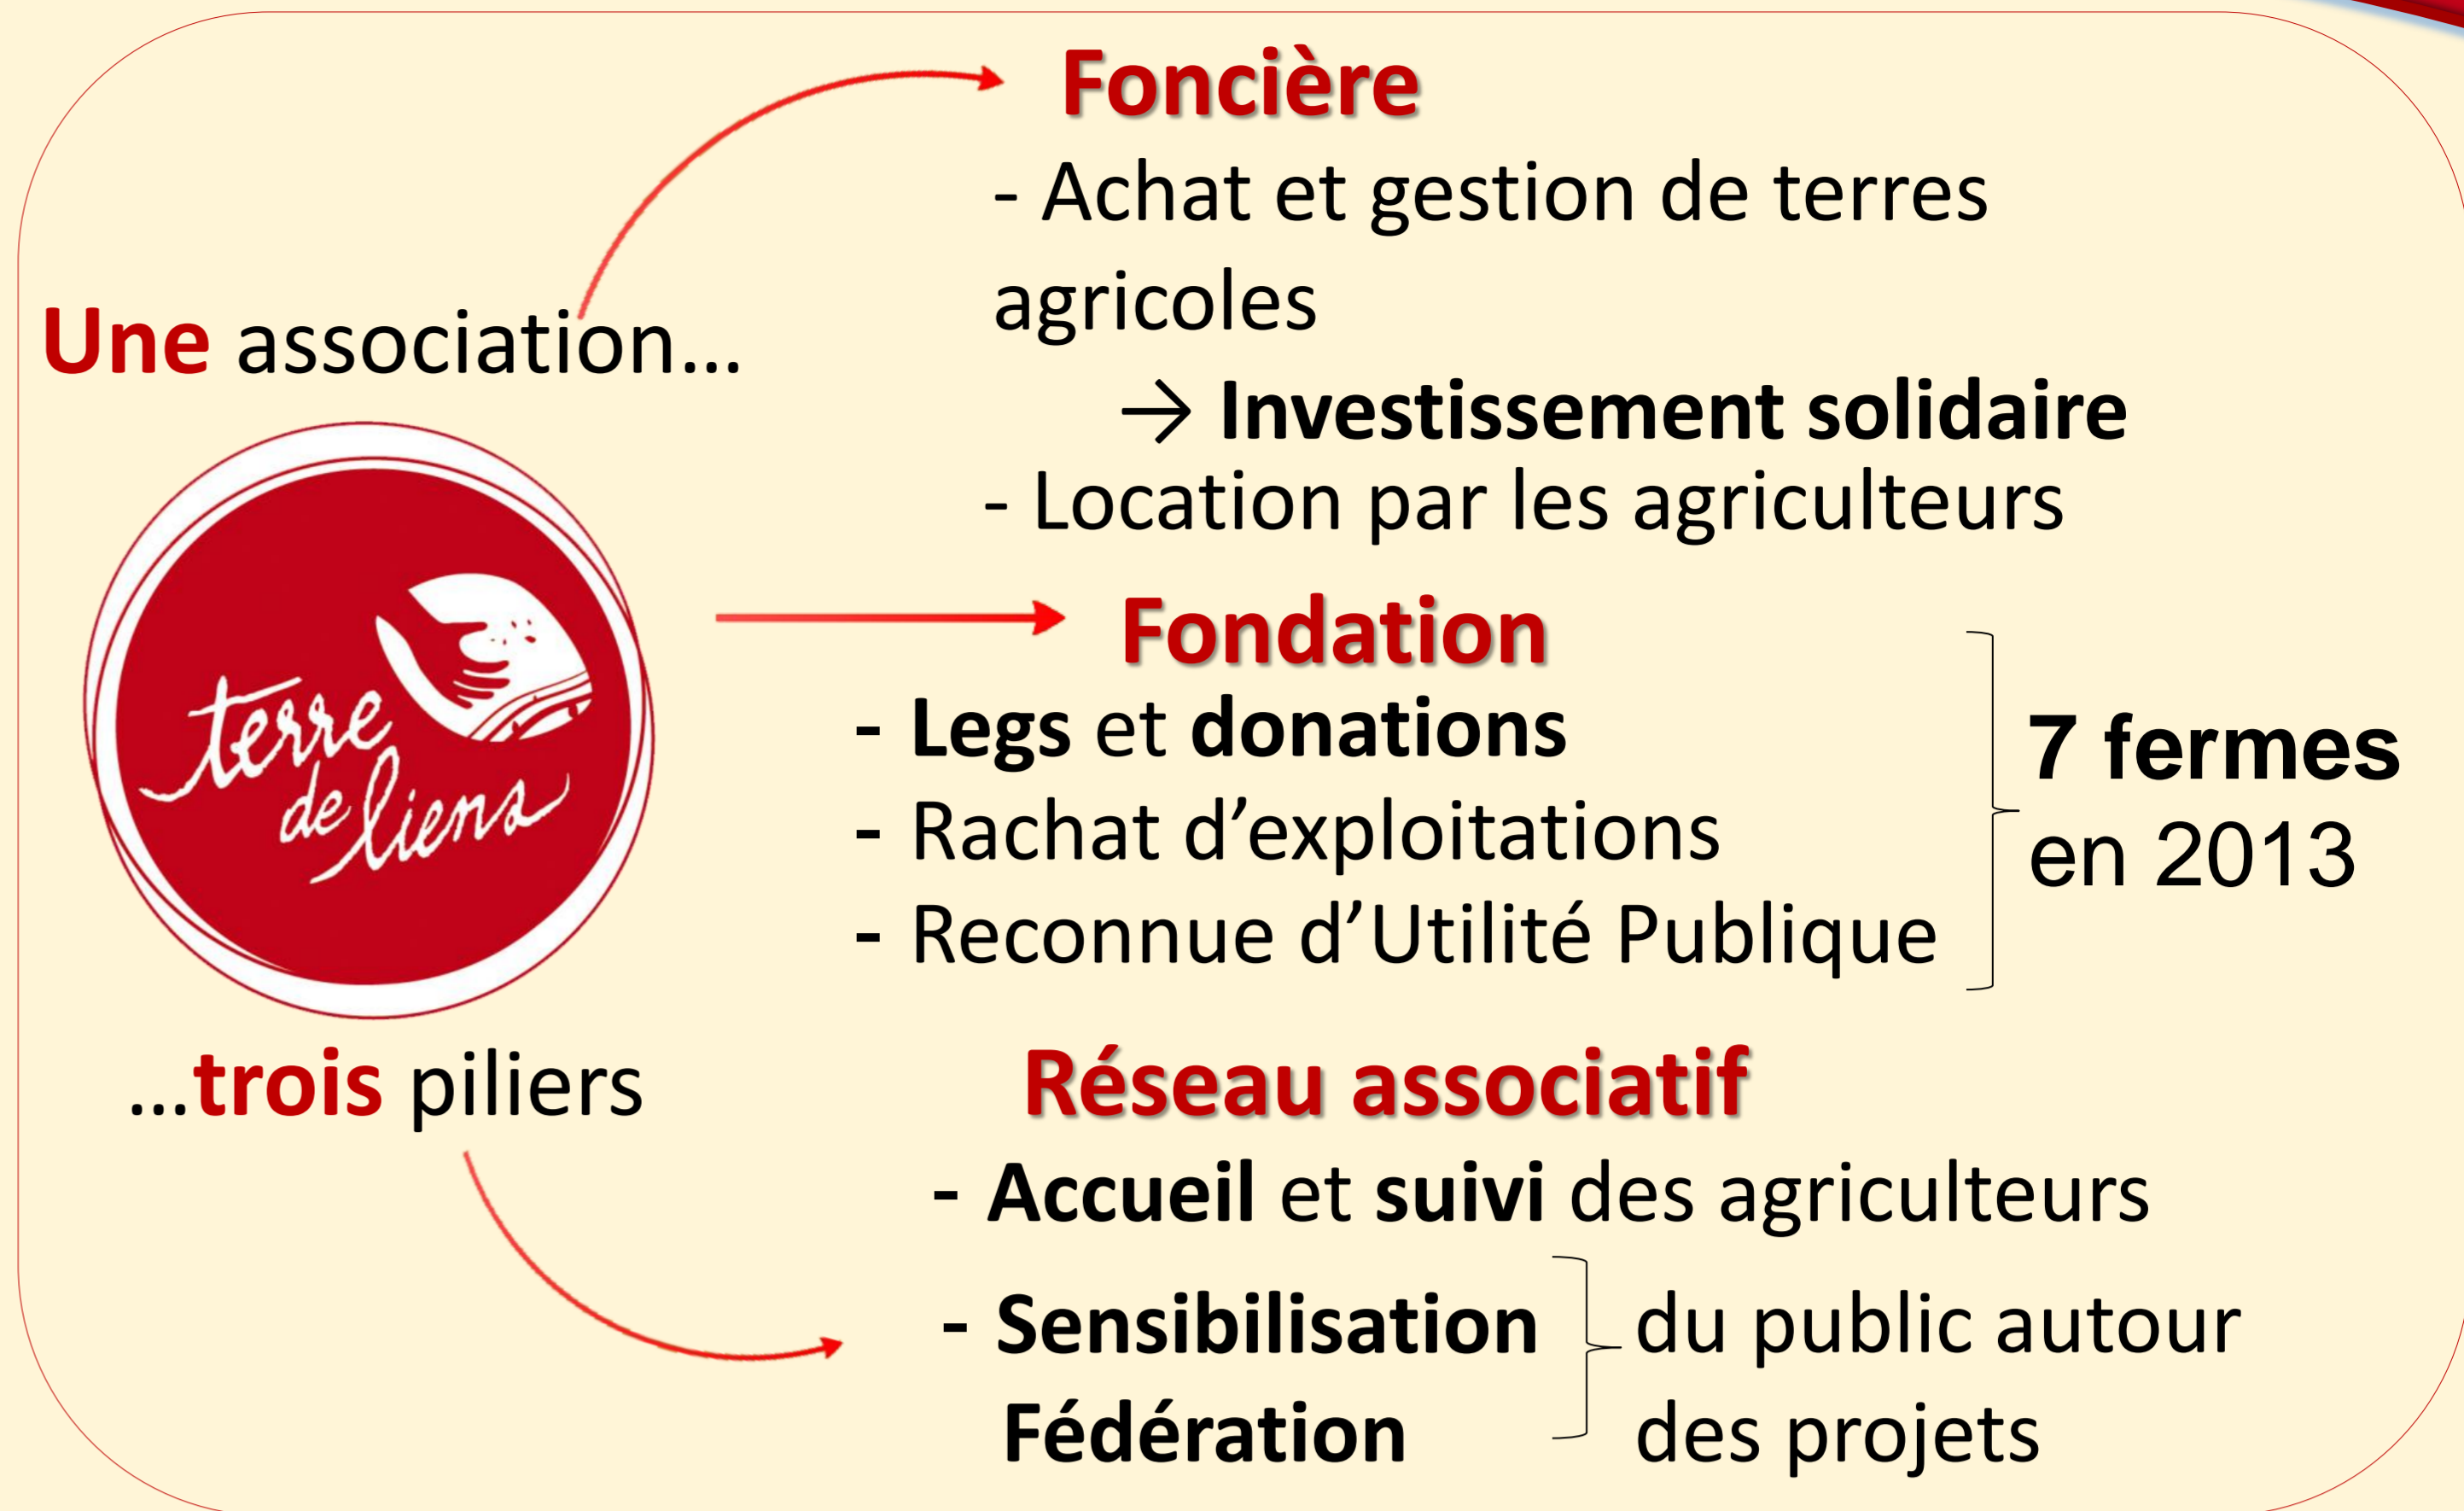 Une association…
terre
de liens
…trois piliers
Foncière
- Achat et gestion de terres
agricoles
→ Investissement solidaire
- Location par les agriculteurs
Fondation
- Legs et donations
- Rachat d’exploitations
- Reconnue d’Utilité Publique
7 fermes
en 2013
Réseau associatif
- Accueil et suivi des agriculteurs
- Sensibilisation
Fédération
du public autour
des projets